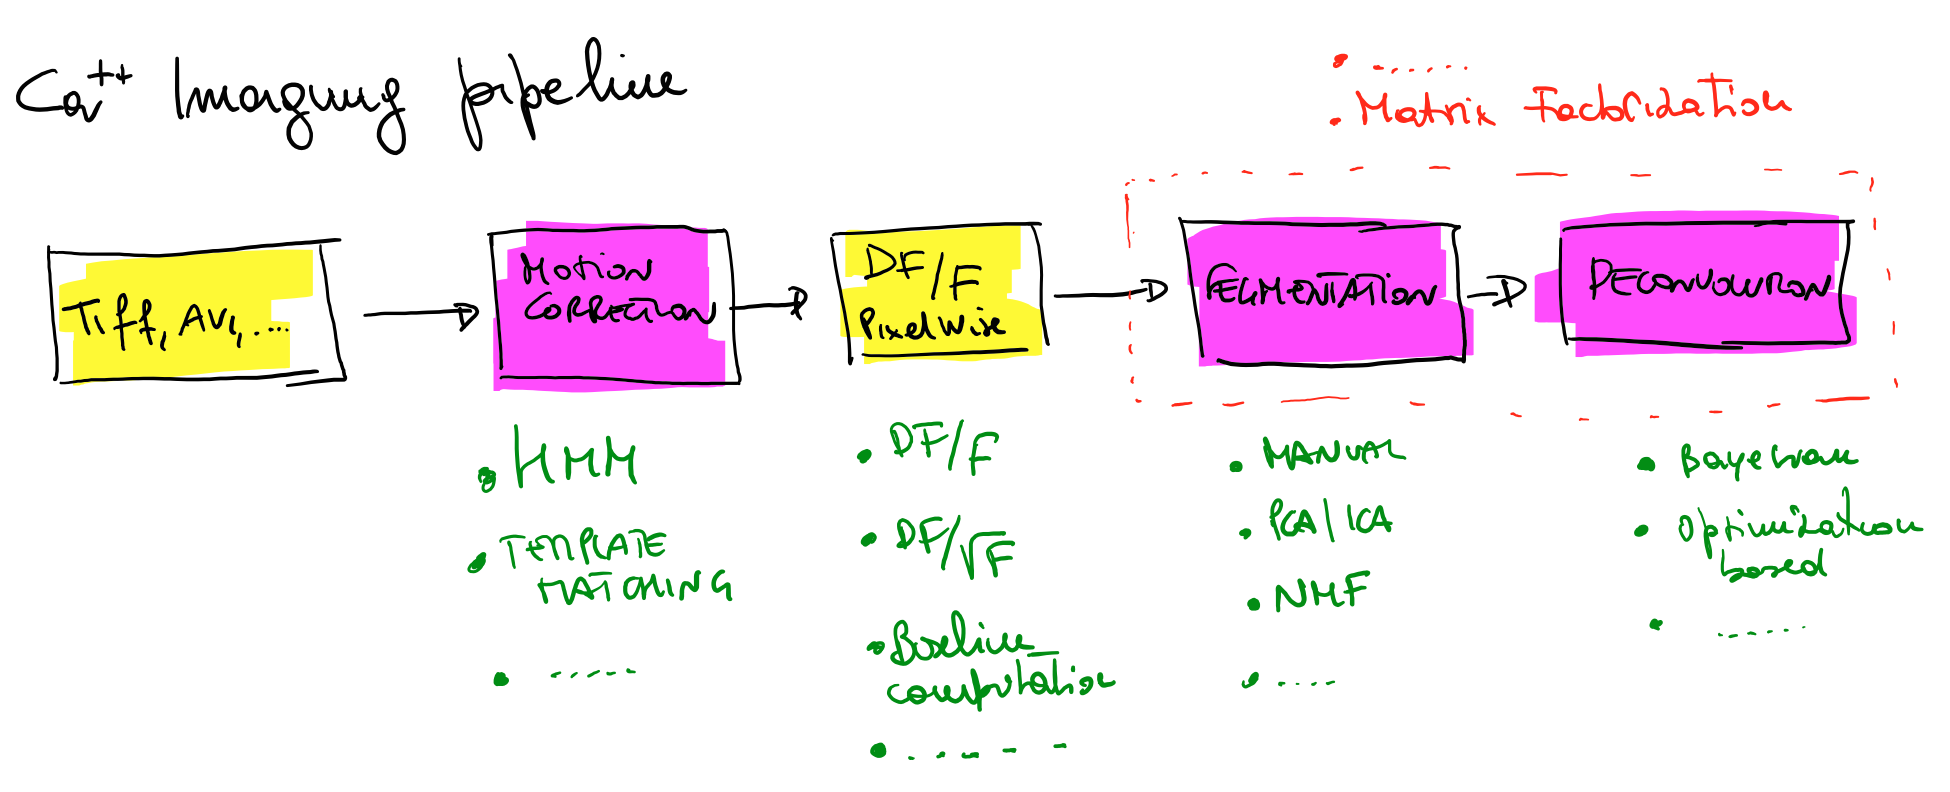 Ca++ Imaging pipeline
• ......
• Matrix Factorization
Tiff, Avi, ...
MOTION
CORRECTION
DF/F
PixelWise
SEGMENTATION
DECONVOLUTION
• HMM
• TEMPLATE
MATCHING
• ......
• DF/F
• DF/√F
• Baseline
computation
• ......
• MANUAL
• PCA/ICA
• NMF
• ......
• Bayesian
• Optimization
based
• ......